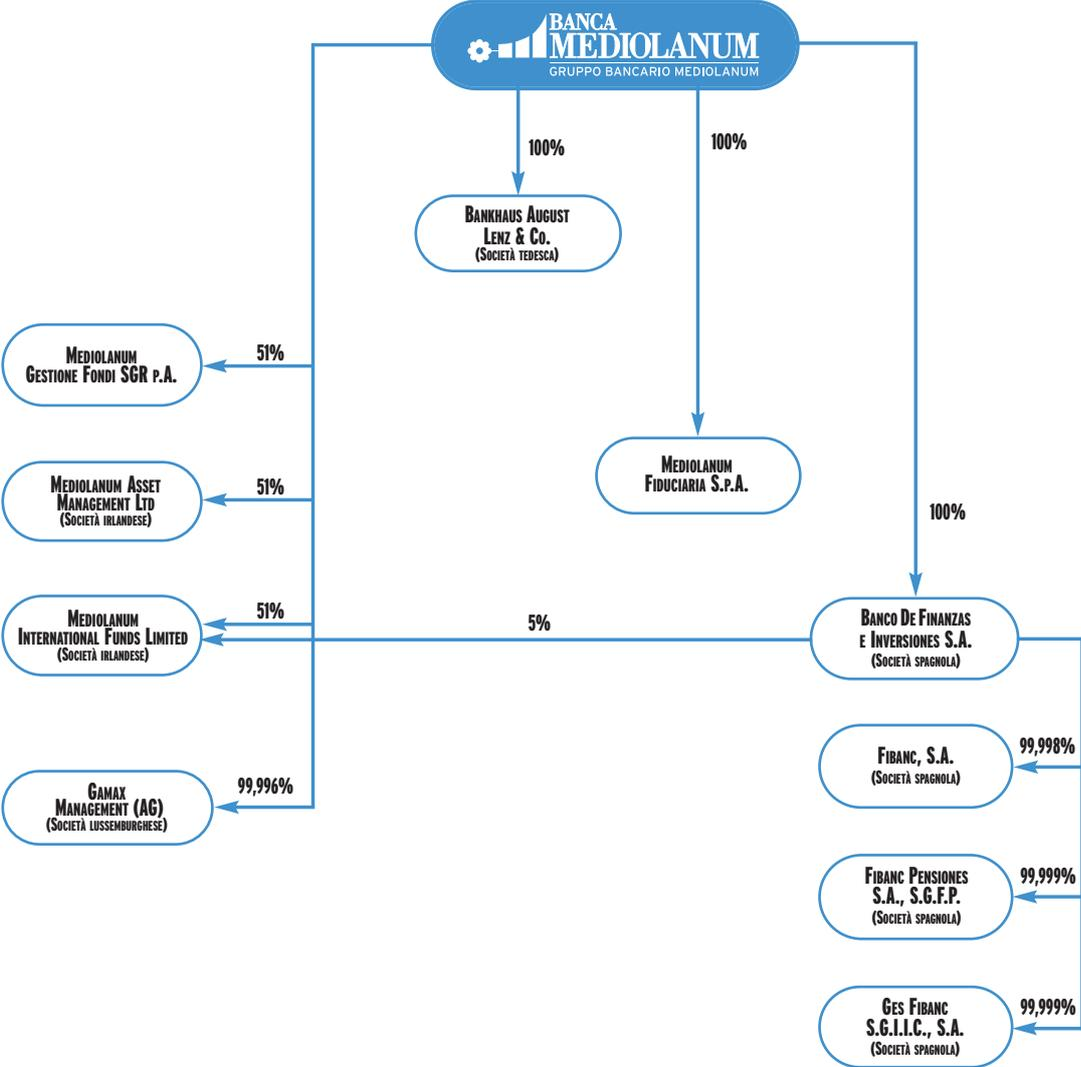 BANCA
MEDIOLANUM
GRUPPO BANCARIO MEDIOLANUM
100%
100%
BANKHAUS AUGUST
LENZ & CO.
(SOCIETÀ TEDESCA)
51%
MEDIOLANUM
GESTIONE FONDI SGR P.A.
MEDIOLANUM
FIDUCIARIA S.P.A.
51%
MEDIOLANUM ASSET
MANAGEMENT LTD
(SOCIETÀ IRLANDESE)
100%
51%
MEDIOLANUM
INTERNATIONAL FUNDS LIMITED
(SOCIETÀ IRLANDESE)
5%
BANCO DE FINANZAS
E INVERSIONES S.A.
(SOCIETÀ SPAGNOLA)
99,998%
FIBANC, S.A.
(SOCIETÀ SPAGNOLA)
99,996%
GAMAX
MANAGEMENT (AG)
(SOCIETÀ LUSSEMBURGHESE)
99,999%
FIBANC PENSIONES
S.A., S.G.F.P.
(SOCIETÀ SPAGNOLA)
99,999%
GES FIBANC
S.G.I.I.C., S.A.
(SOCIETÀ SPAGNOLA)